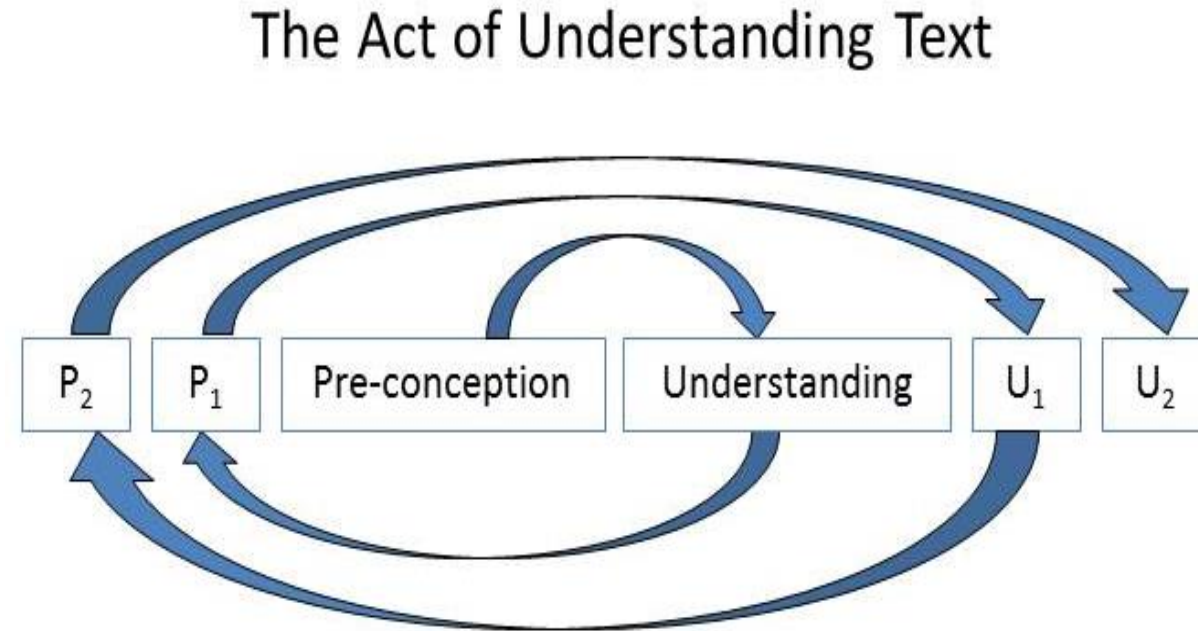 The Act of Understanding Text
P₂ P₁ Pre-conception Understanding U₁ U₂